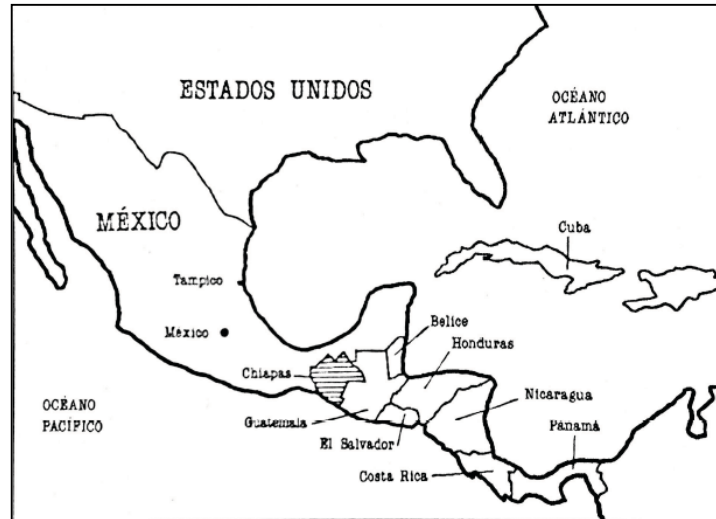 ESTADOS UNIDOS
OCÉANO
ATLÁNTICO
MÉXICO
Cuba
Tampico
México
Belice
Honduras
Chiapas
Nicaragua
OCÉANO
PACÍFICO
Guatemala
Panamá
El Salvador
Costa Rica